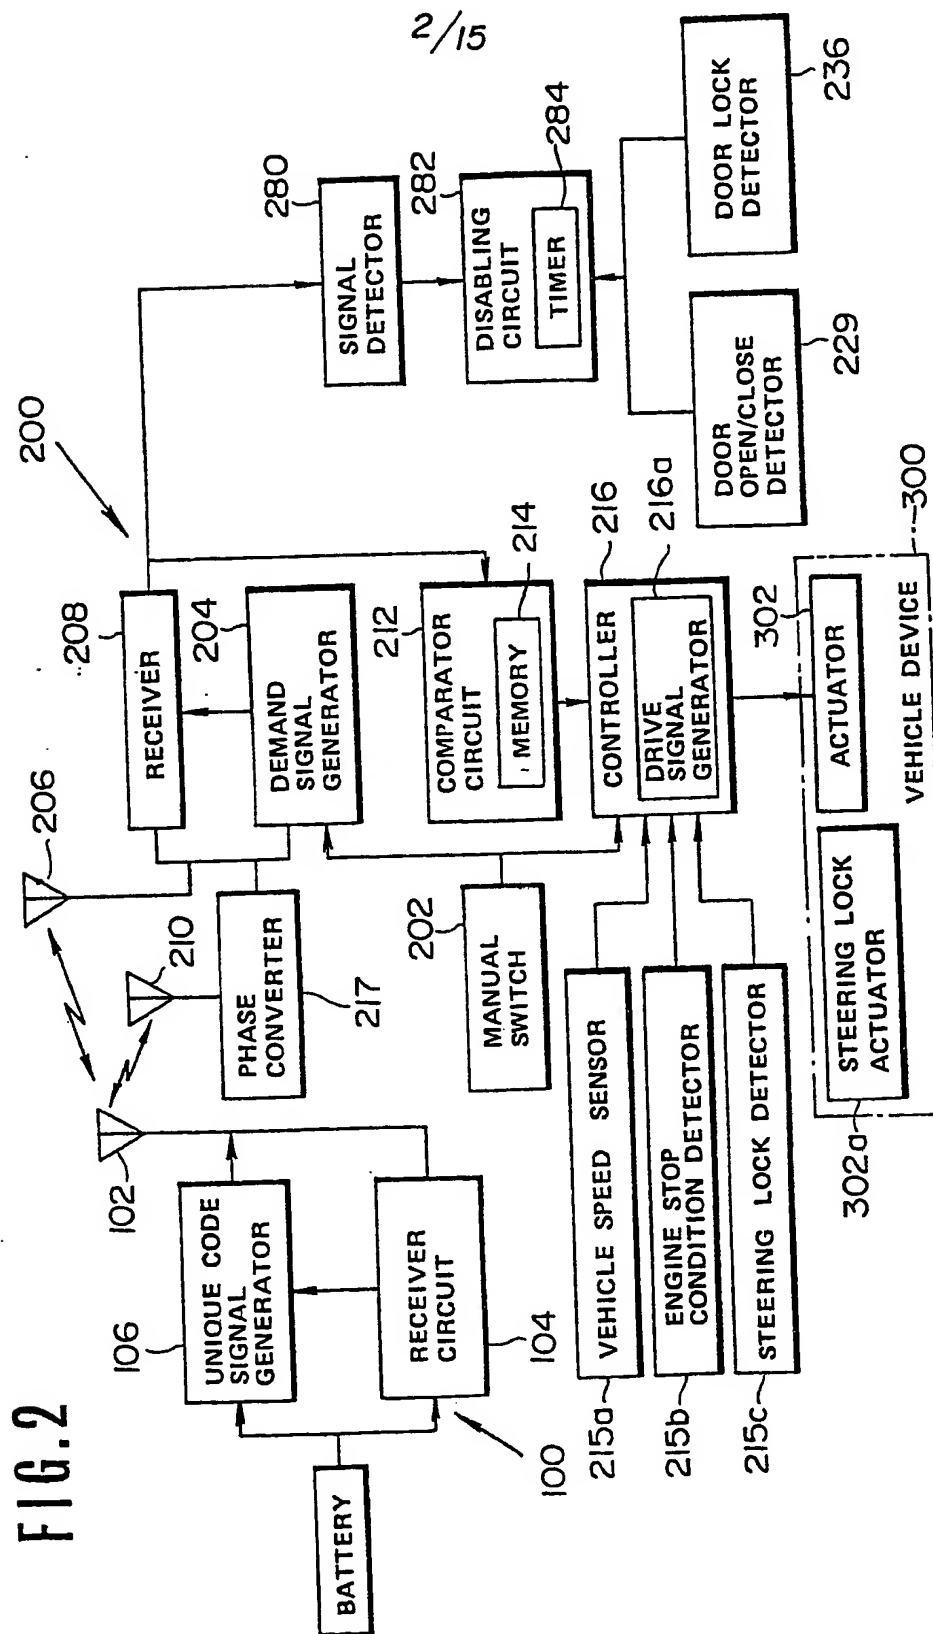 2/15
FIG.2
BATTERY
100
106
UNIQUE CODE
SIGNAL
GENERATOR
RECEIVER
CIRCUIT
104
102
206
210
PHASE
CONVERTER
217
208
RECEIVER
204
DEMAND
SIGNAL
GENERATOR
200
202
MANUAL
SWITCH
212
COMPARATOR
CIRCUIT
MEMORY
214
CONTROLLER
216
DRIVE
SIGNAL
GENERATOR
216a
215a
VEHICLE SPEED SENSOR
215b
ENGINE STOP
CONDITION DETECTOR
215c
STEERING LOCK DETECTOR
280
SIGNAL
DETECTOR
282
DISABLING
CIRCUIT
TIMER
284
DOOR
OPEN/CLOSE
DETECTOR
229
DOOR LOCK
DETECTOR
236
302a
STEERING LOCK
ACTUATOR
302
ACTUATOR
VEHICLE DEVICE
300